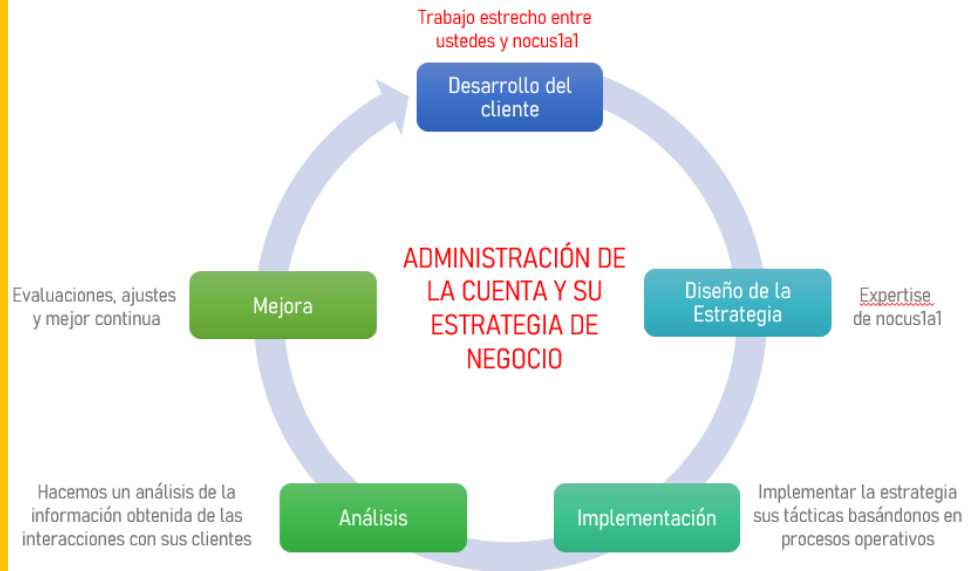 Trabajo estrecho entre
ustedes y nocus1a1
Desarrollo del
cliente
ADMINISTRACIÓN DE
LA CUENTA Y SU
ESTRATEGIA DE
NEGOCIO
Diseño de la
Estrategia
Expertise
de nocus1a1
Implementación
Implementar la estrategia
sus tácticas basándonos en
procesos operativos
Análisis
Hacemos un análisis de la
información obtenida de las
interacciones con sus clientes
Mejora
Evaluaciones, ajustes
y mejor continua